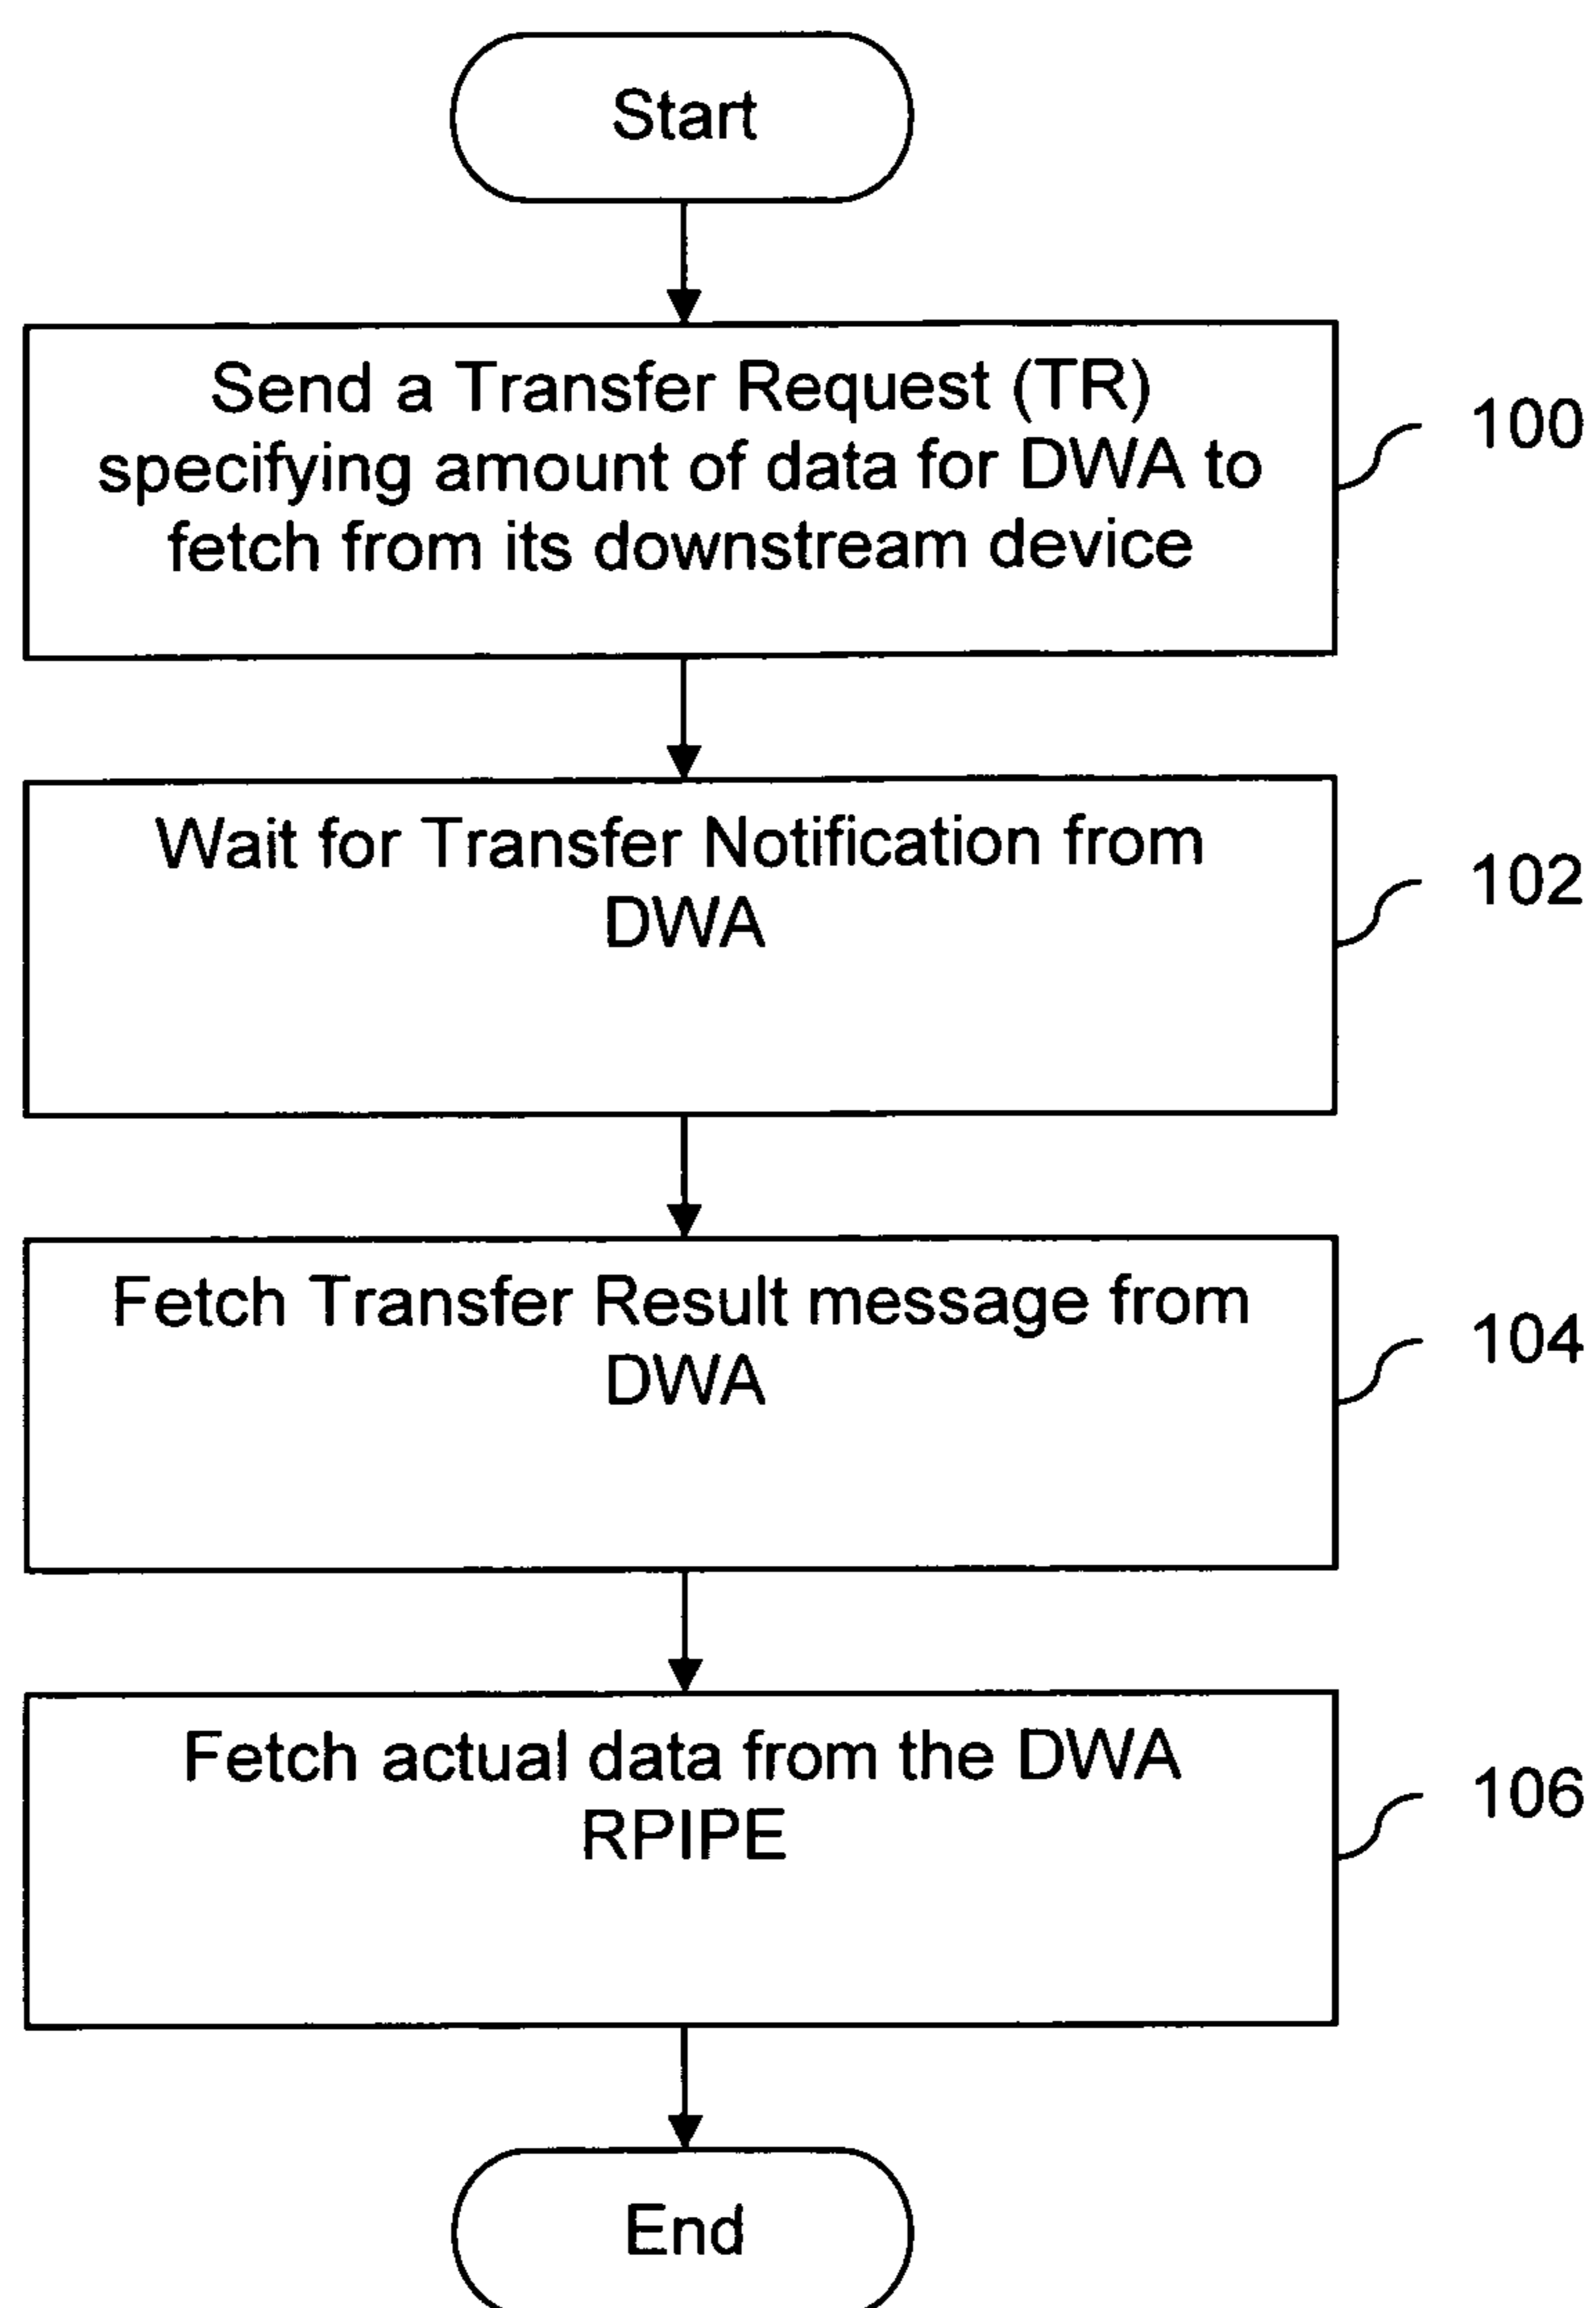 Start
Send a Transfer Request (TR)
specifying amount of data for DWA to
fetch from its downstream device
100
Wait for Transfer Notification from
DWA
102
Fetch Transfer Result message from
DWA
104
Fetch actual data from the DWA
RPIPE
106
End